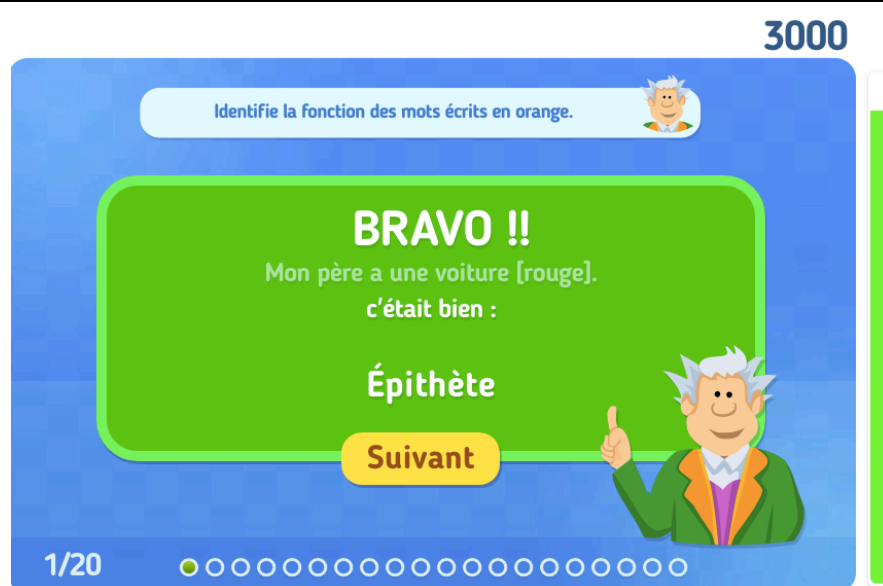 3000
Identifie la fonction des mots écrits en orange.
BRAVO !!
Mon père a une voiture [rouge].
c'était bien :
Épithète
Suivant
1/20